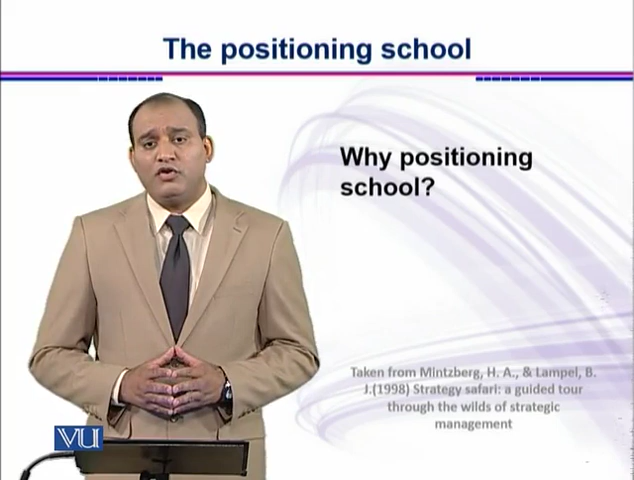 The positioning school
Why positioning
school?
Taken from Mintzberg, H. A., & Lampel, B.
J.(1998) Strategy safari: a guided tour
through the wilds of strategic
management
VU